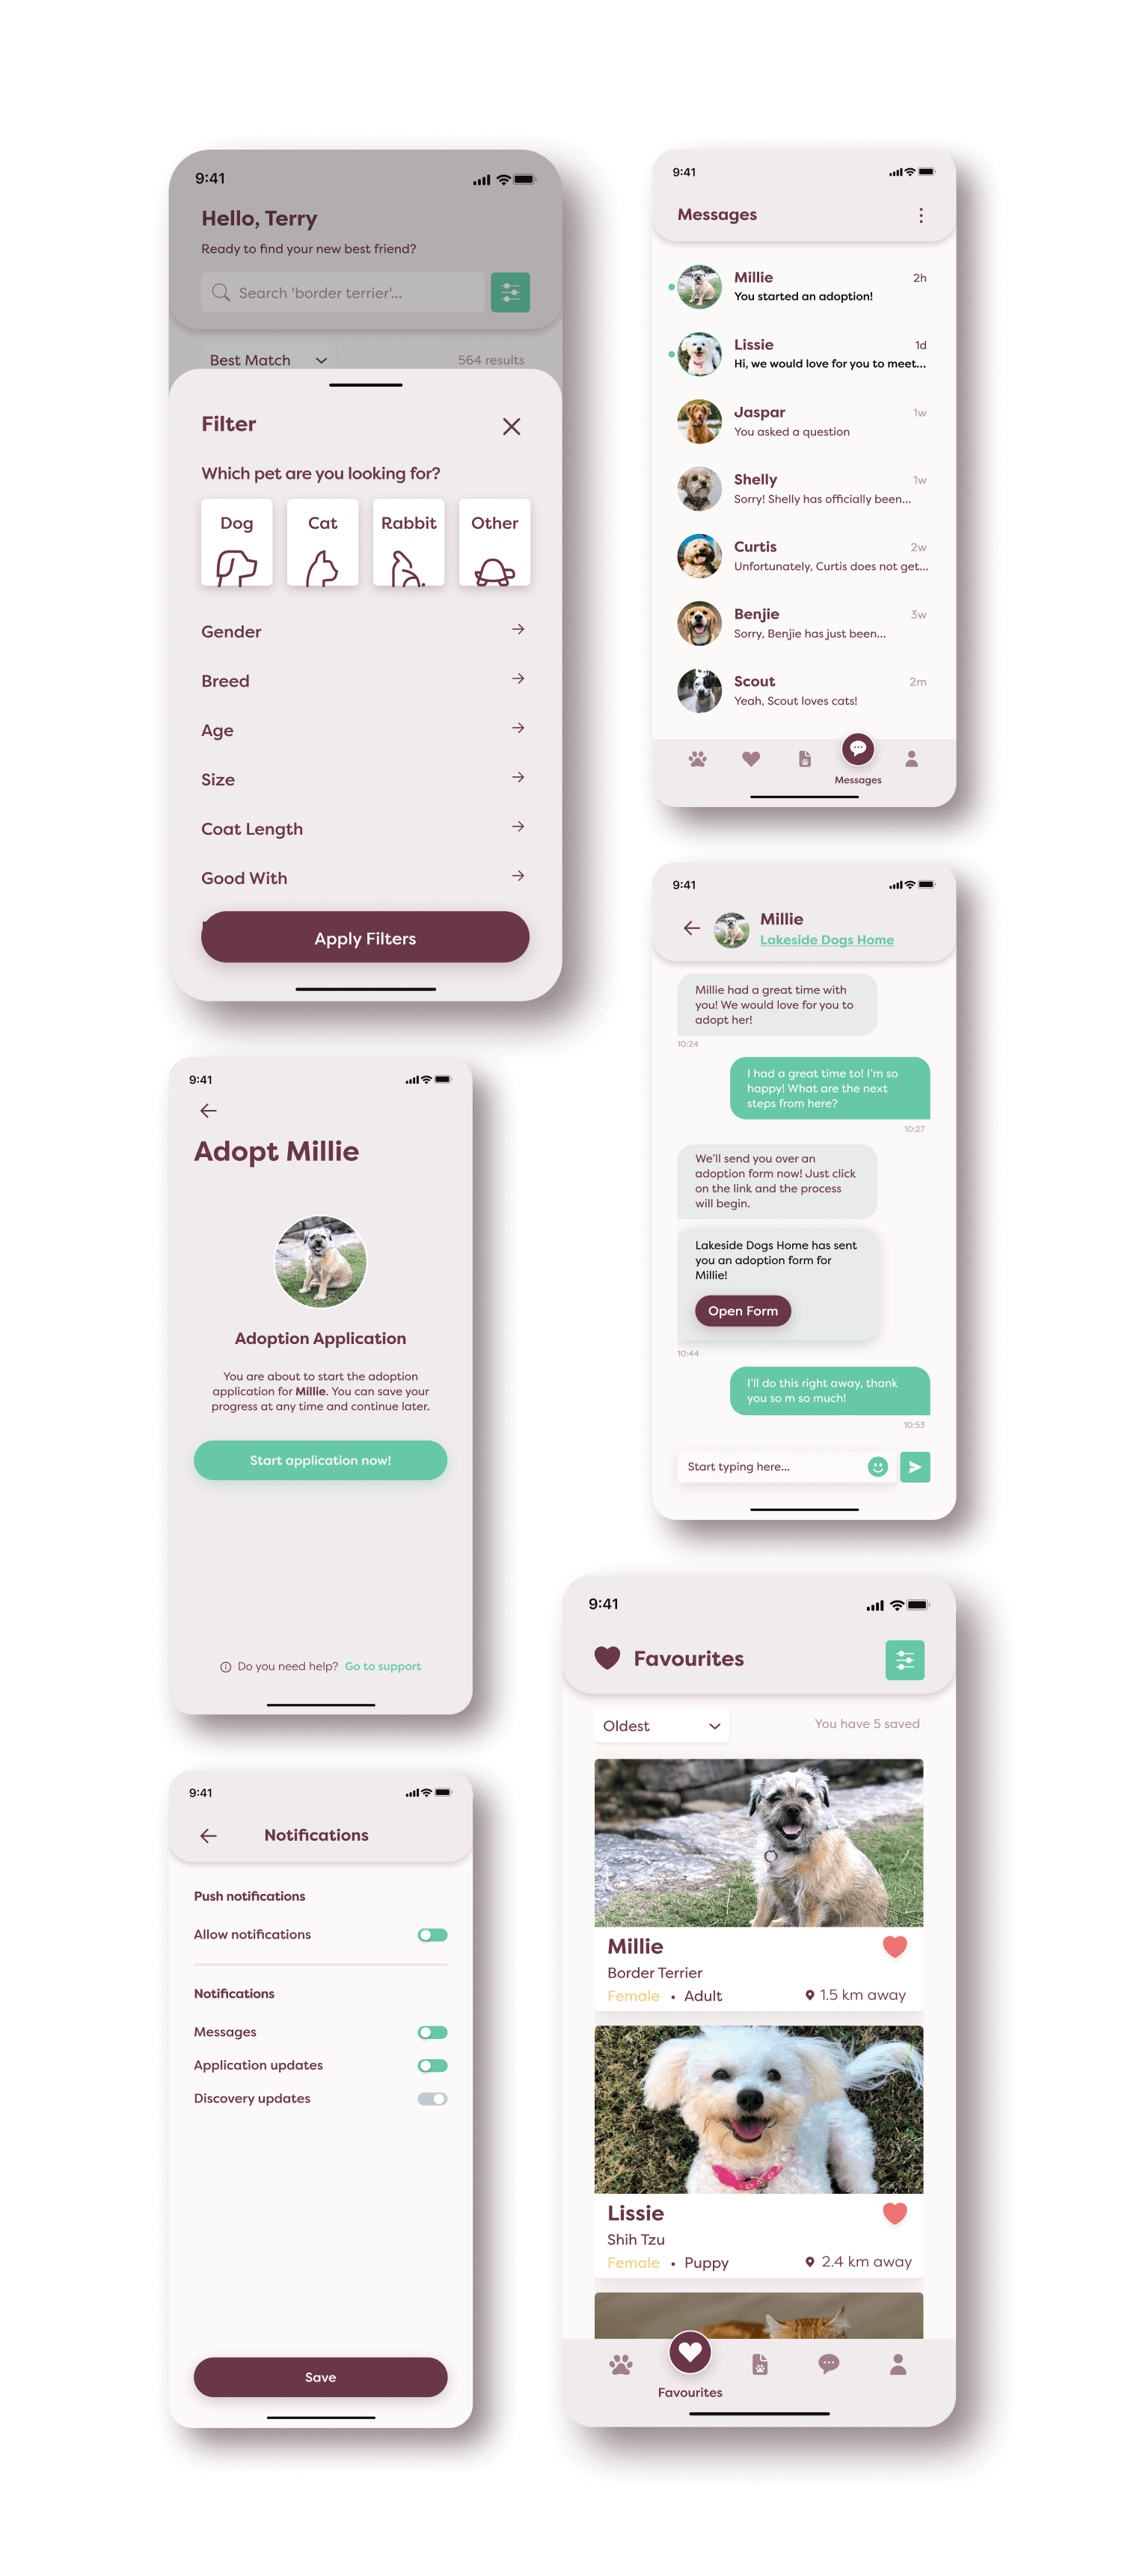 9:41
Hello, Terry
Ready to find your new best friend?
Search 'border terrier'...
Best Match
564 results
Filter
Which pet are you looking for?
Dog
Cat
Rabbit
Other
Gender
Breed
Age
Size
Coat Length
Good With
Apply Filters
9:41
Messages
Millie
2h
You started an adoption!
Lissie
1d
Hi, we would love for you to meet...
Jaspar
1w
You asked a question
Shelly
1w
Sorry! Shelly has officially been...
Curtis
2w
Unfortunately, Curtis does not get...
Benjie
3w
Sorry, Benjie has just been...
Scout
2m
Yeah, Scout loves cats!
Messages
9:41
Millie
Lakeside Dogs Home
Millie had a great time with
you! We would love for you to
adopt her!
10:24
I had a great time to! I'm so
happy! What are the next
steps from here?
10:27
We'll send you over an
adoption form now! Just click
on the link and the process
will begin.
Lakeside Dogs Home has sent
you an adoption form for
Millie!
Open Form
10:44
I'll do this right away, thank
you so m so much!
10:53
Start typing here...
9:41
Adopt Millie
Adoption Application
You are about to start the adoption
application for Millie. You can save your
progress at any time and continue later.
Start application now!
Do you need help? Go to support
9:41
Notifications
Push notifications
Allow notifications
Notifications
Messages
Application updates
Discovery updates
Save
9:41
Favourites
Oldest
You have 5 saved
Millie
Border Terrier
Female • Adult
1.5 km away
Lissie
Shih Tzu
Female • Puppy
2.4 km away
Favourites